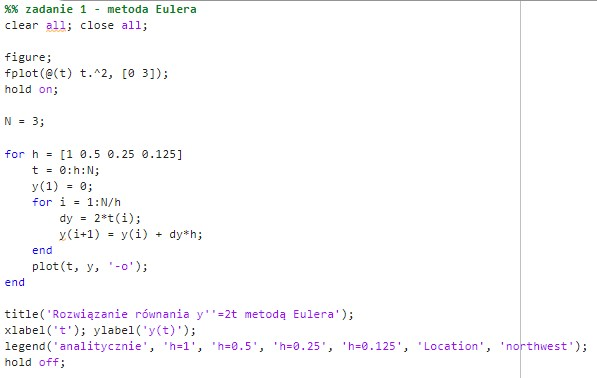 %% zadanie 1 - metoda Eulera
clear all; close all;
figure;
fplot(@(t) t.^2, [0 3]);
hold on;
N = 3;
for h = [1 0.5 0.25 0.125]
t = 0:h:N;
y(1) = 0;
for i = 1:N/h
dy = 2*t(i);
y(i+1) = y(i) + dy*h;
end
plot(t, y, '-o');
end
title('Rozwiązanie równania y''=2t metodą Eulera');
xlabel('t'); ylabel('y(t)');
legend('analitycznie', 'h=1', 'h=0.5', 'h=0.25', 'h=0.125', 'Location', 'northwest');
hold off;